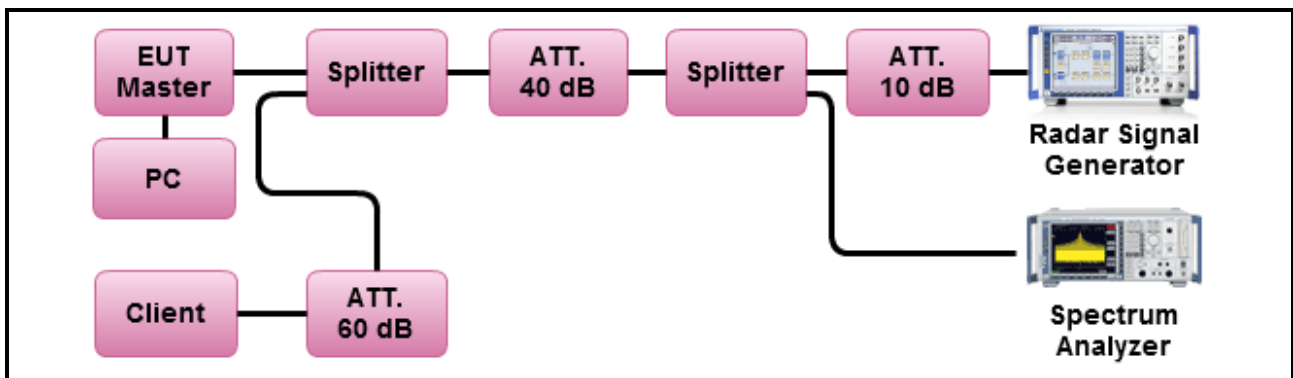 EUT
Master
Splitter
ATT.
40 dB
Splitter
ATT.
10 dB
Radar Signal
Generator
PC
Client
ATT.
60 dB
Spectrum
Analyzer